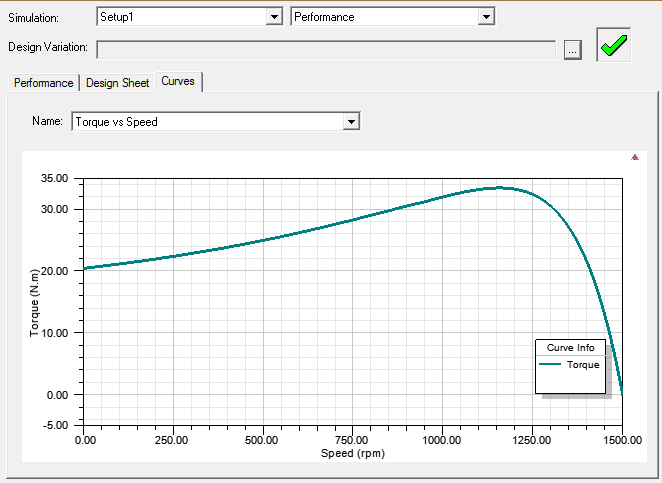 Simulation: Setup1 Performance
Design Variation: ...
Performance Design Sheet Curves
Name: Torque vs Speed
35.00
30.00
20.00
10.00
0.00
-5.00
Torque (N.m)
Curve Info
Torque
0.00 250.00 500.00 750.00 1000.00 1250.00 1500.00
Speed (rpm)